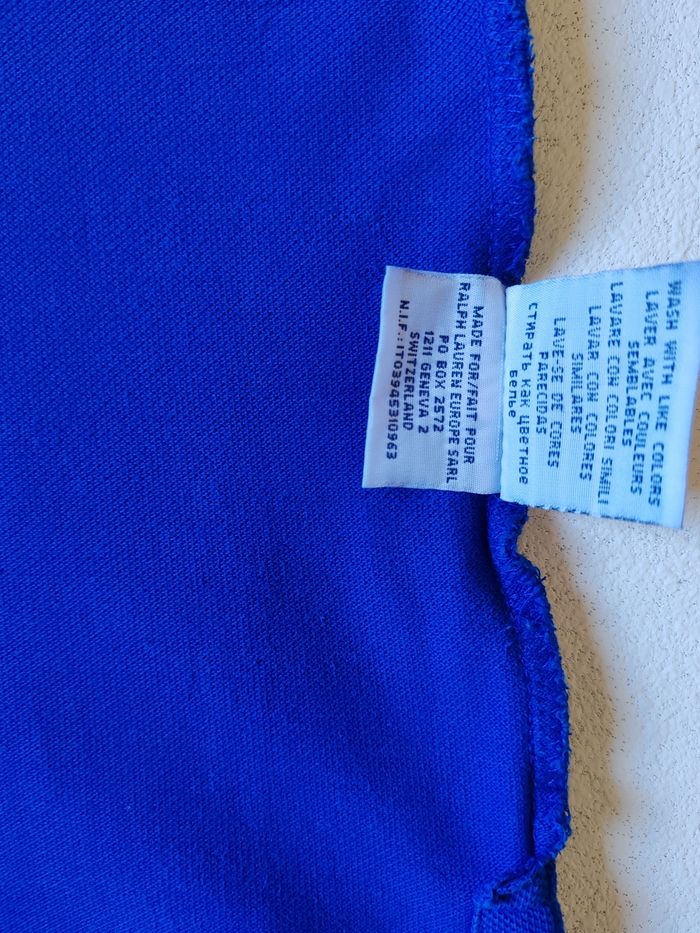 MADE FOR/FAIT POUR
RALPH LAUREN EUROPE SARL
PO BOX 2572
1211 GENEVA 2
SWITZERLAND
N.I.F.: IT03945310963
WASH WITH LIKE COLORS
LAVER AVEC COULEURS
SEMBLABLES
LAVARE CON COLORI SIMILI
LAVAR CON COLORES
SIMILARES
LAVE-SE DE CORES
PARECIDAS
стирать как цветное
белье